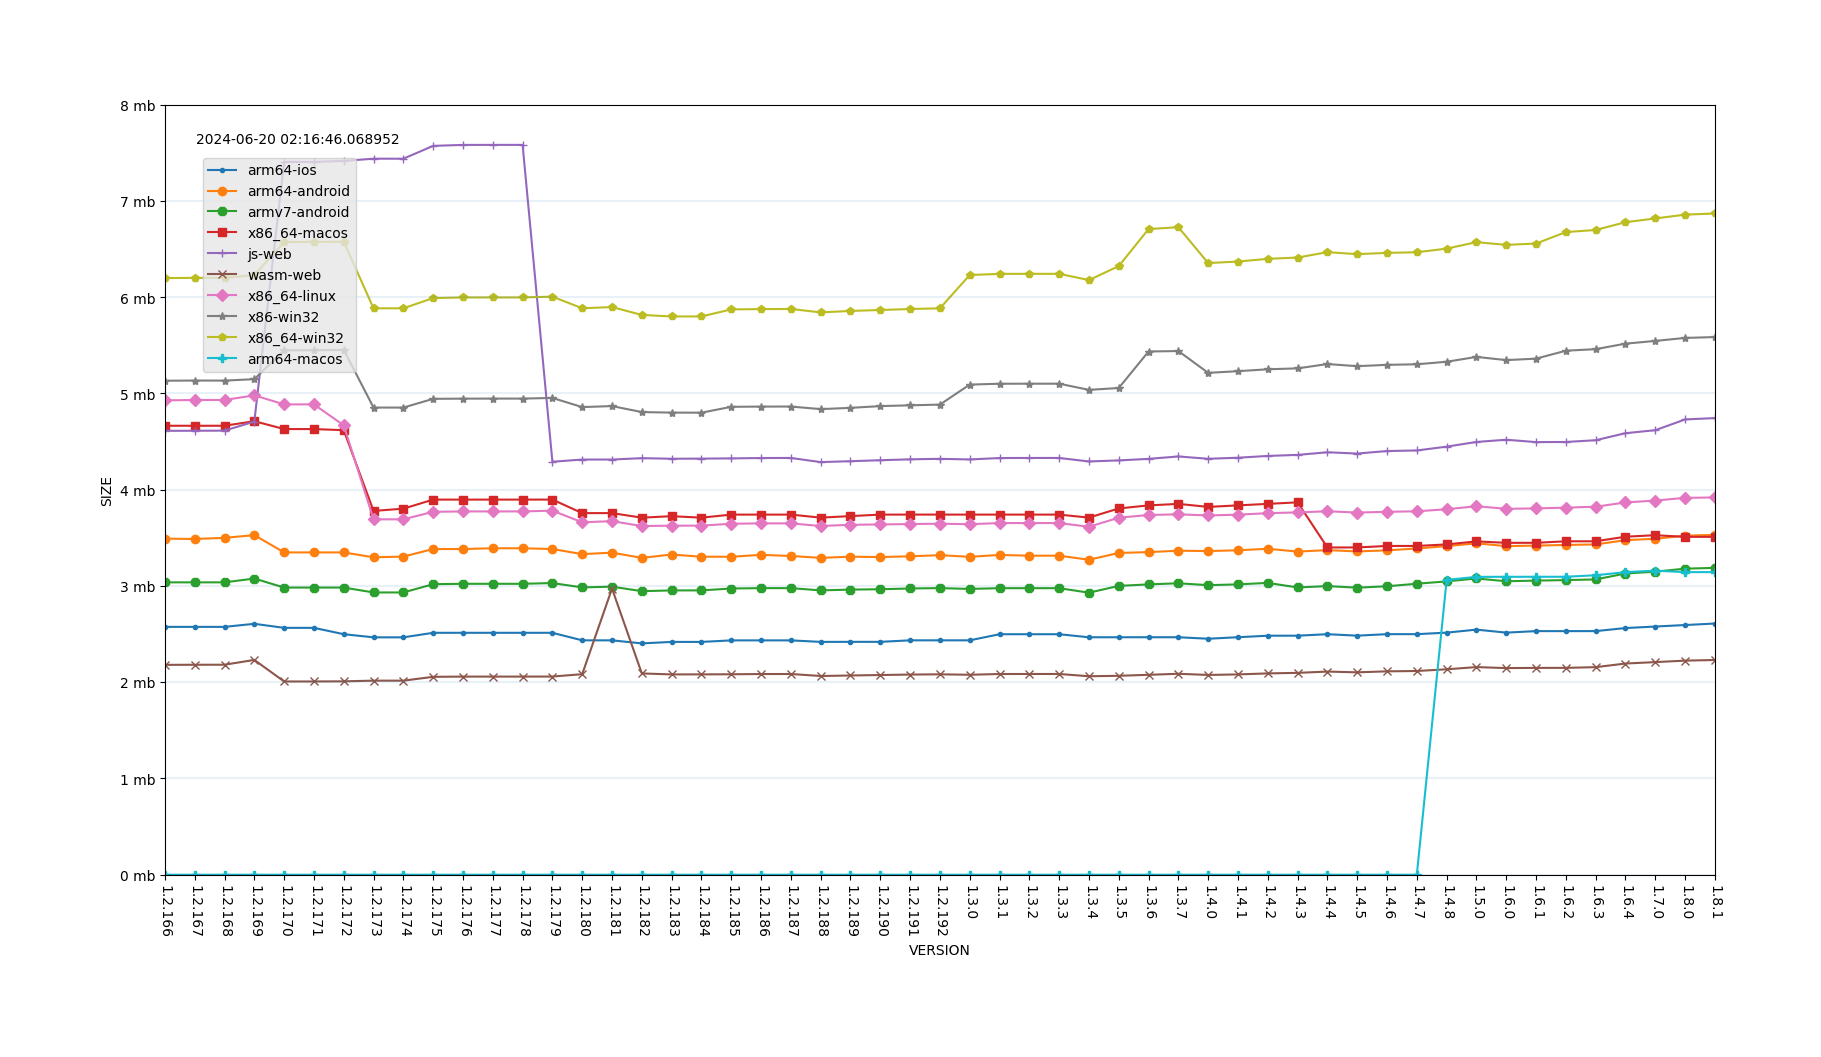 8 mb
2024-06-20 02:16:46.068952
arm64-ios
arm64-android
armv7-android
x86_64-macos
js-web
wasm-web
x86_64-linux
x86-win32
x86_64-win32
arm64-macos
7 mb
6 mb
5 mb
4 mb
3 mb
2 mb
1 mb
0 mb
SIZE
1.2.166
1.2.167
1.2.168
1.2.169
1.2.170
1.2.171
1.2.172
1.2.173
1.2.174
1.2.175
1.2.176
1.2.177
1.2.178
1.2.179
1.2.180
1.2.181
1.2.182
1.2.183
1.2.184
1.2.185
1.2.186
1.2.187
1.2.188
1.2.189
1.2.190
1.2.191
1.2.192
1.3.0
1.3.1
1.3.2
1.3.3
1.3.4
1.3.5
1.3.6
1.3.7
1.4.0
1.4.1
1.4.2
1.4.3
1.4.4
1.4.5
1.4.6
1.4.7
1.4.8
1.5.0
1.6.0
1.6.1
1.6.2
1.6.3
1.6.4
1.7.0
1.8.0
1.8.1
VERSION